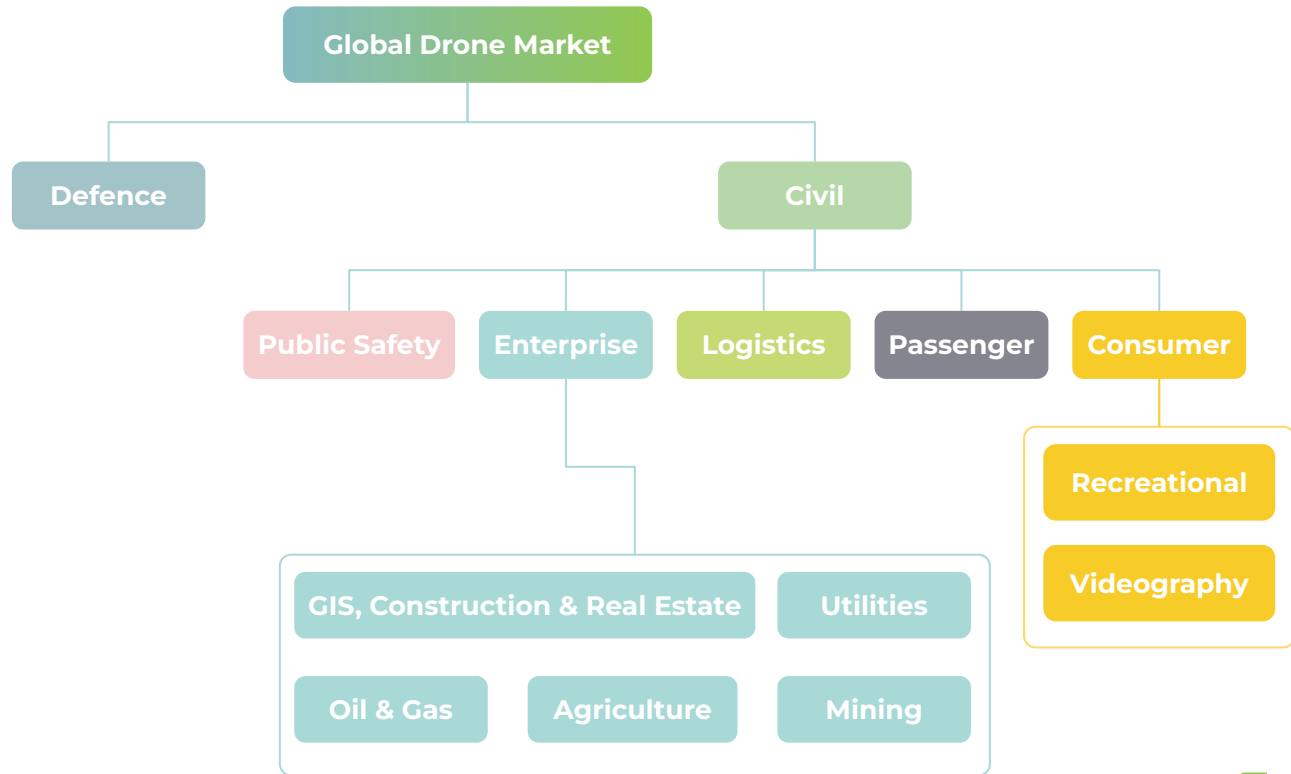 Global Drone Market
Defence
Civil
Public Safety
Enterprise
Logistics
Passenger
Consumer
Recreational
Videography
GIS, Construction & Real Estate
Utilities
Oil & Gas
Agriculture
Mining